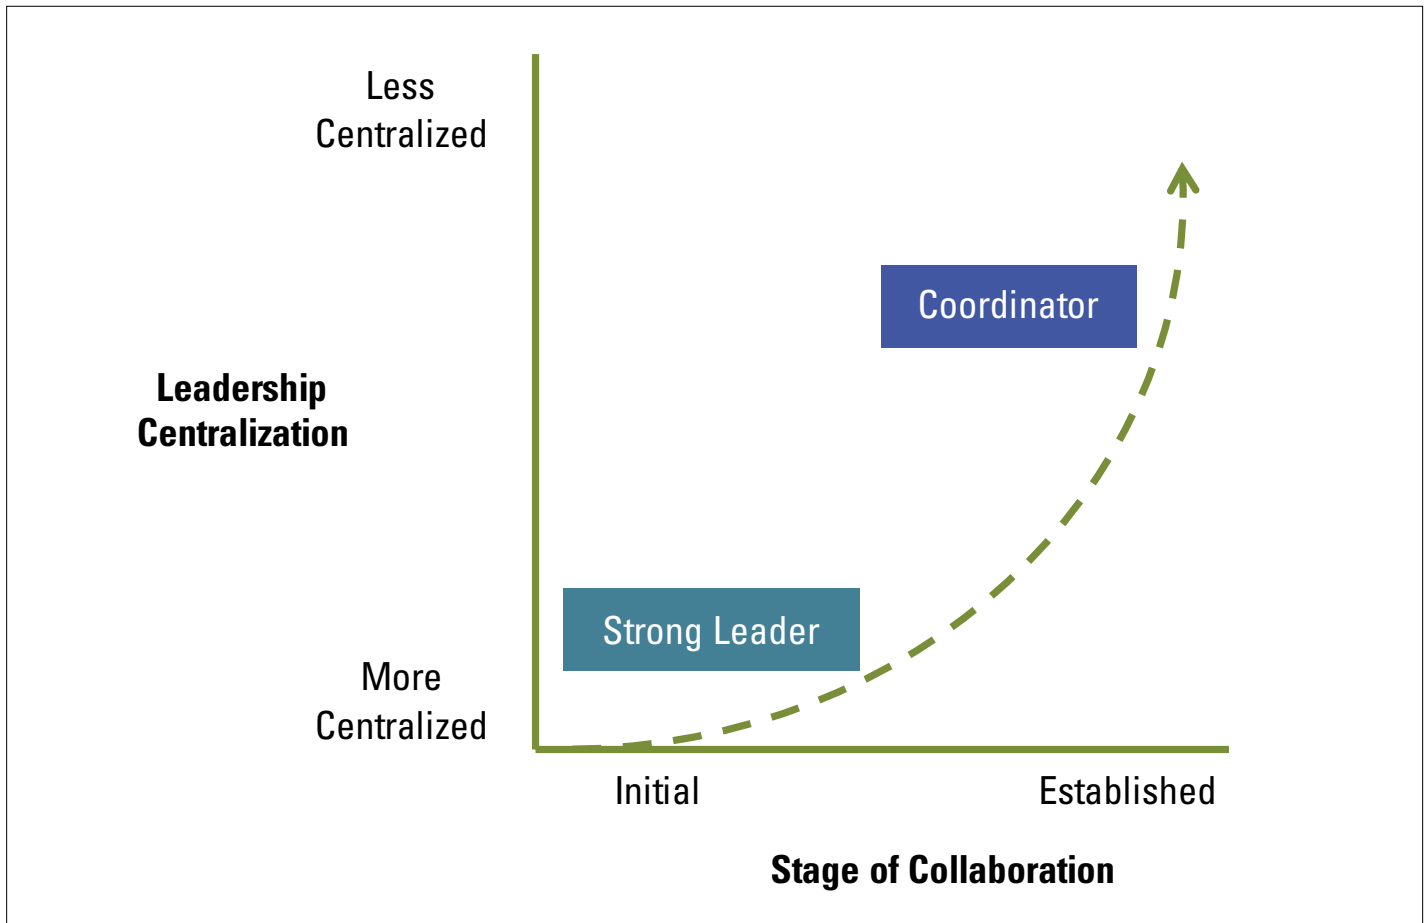 Less
Centralized
Coordinator
Leadership
Centralization
Strong Leader
More
Centralized
Initial
Established
Stage of Collaboration